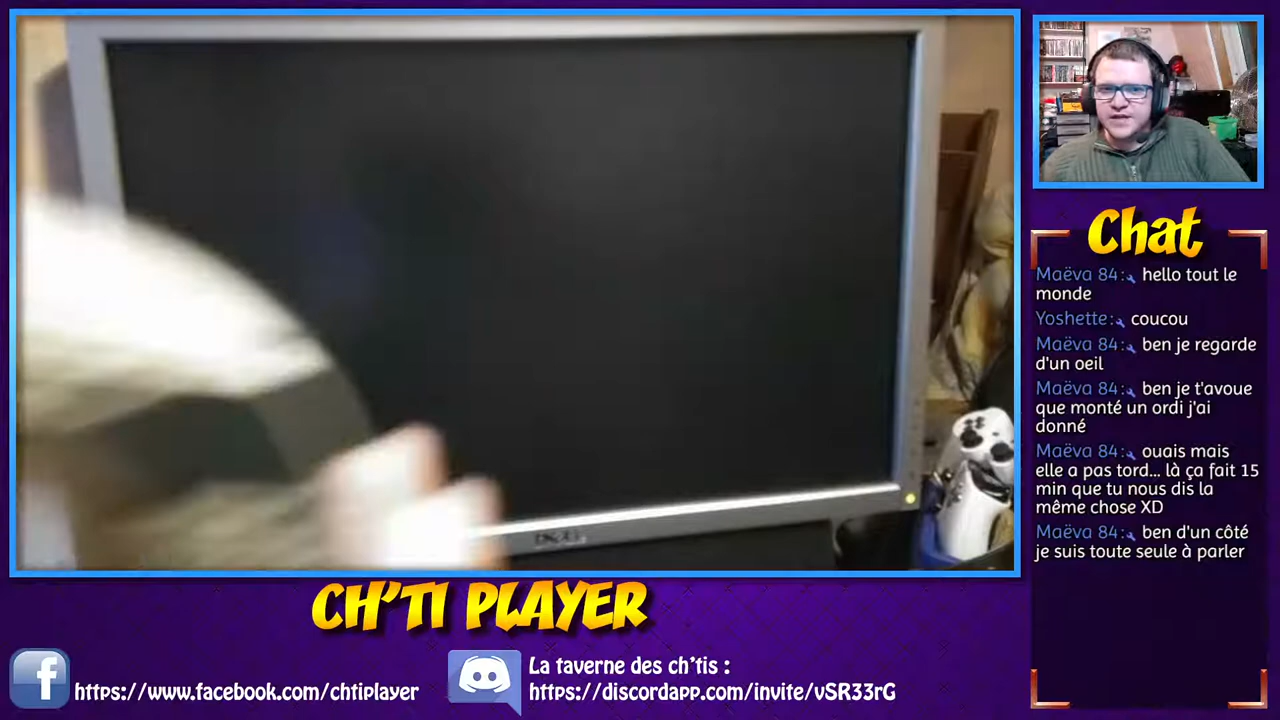 DELL
Chat
Maëva 84: hello tout le
monde
Yoshette: coucou
Maëva 84: ben je regarde
d'un oeil
Maëva 84: ben je t'avoue
que monté un ordi j'ai
donné
Maëva 84: ouais mais
elle a pas tord... là ça fait 15
min que tu nous dis la
même chose XD
Maëva 84: ben d'un côté
je suis toute seule à parler
CH'TI PLAYER
https://www.facebook.com/chtiplayer
La taverne des ch'tis :
https://discordapp.com/invite/vSR33rG